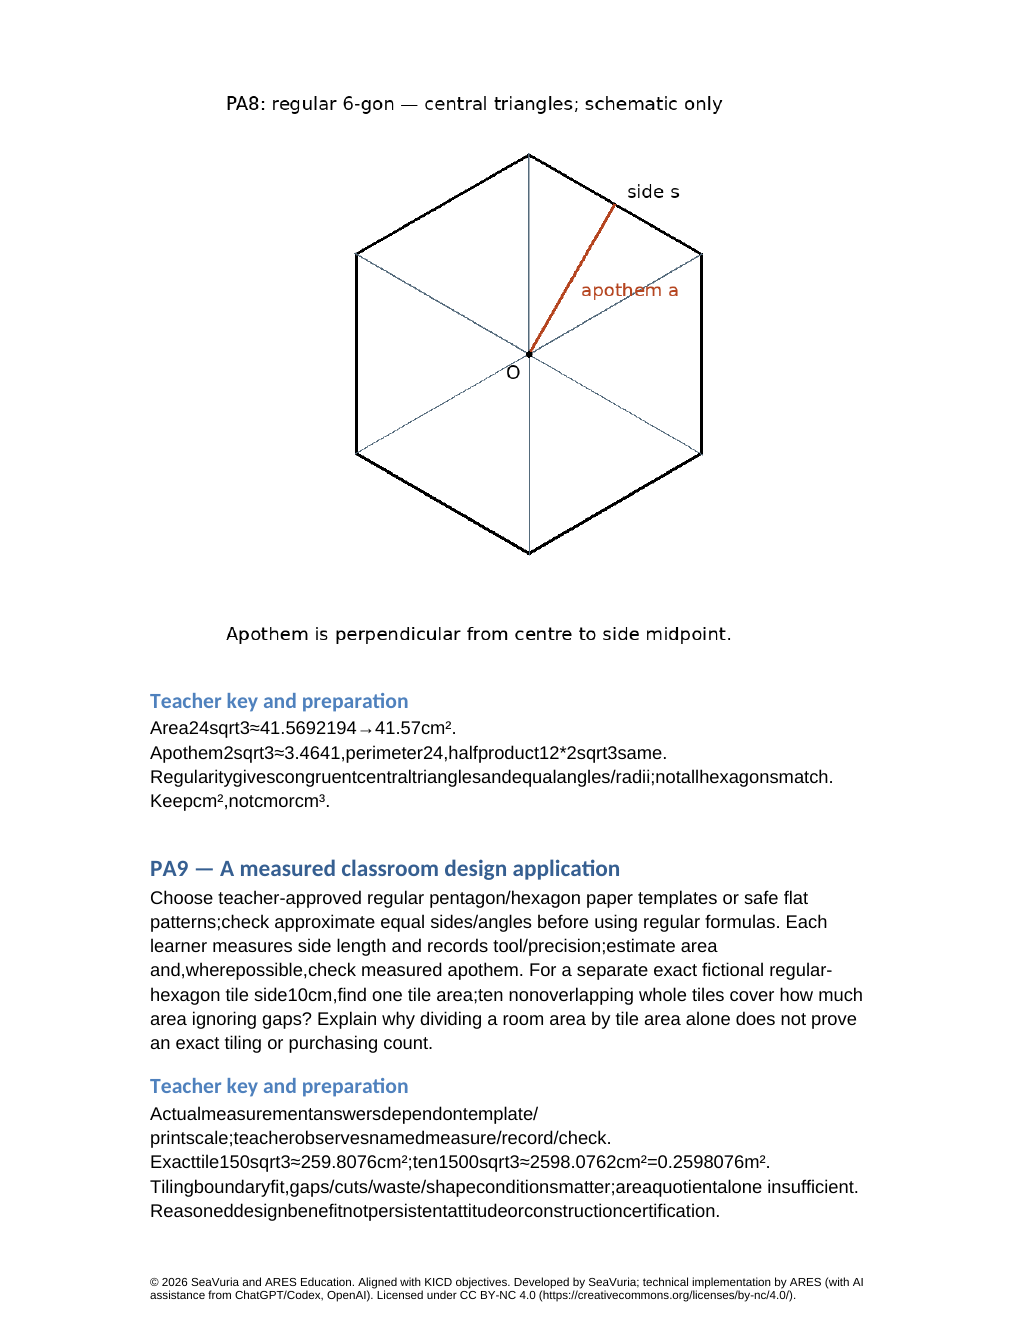 PA8: regular 6-gon — central triangles; schematic only
side s
apothem a
O
Apothem is perpendicular from centre to side midpoint.
Teacher key and preparation
Area24sqrt3≈41.5692194→41.57cm².
Apothem2sqrt3≈3.4641,perimeter24,halfproduct12*2sqrt3same.
Regularitygivescongruentcentraltrianglesandequalangles/radii;notallhexagonsmatch.
Keepcm²,notcmorcm³.
PA9 — A measured classroom design application
Choose teacher-approved regular pentagon/hexagon paper templates or safe flat
patterns;check approximate equal sides/angles before using regular formulas. Each
learner measures side length and records tool/precision;estimate area
and,wherepossible,check measured apothem. For a separate exact fictional regular-
hexagon tile side10cm,find one tile area;ten nonoverlapping whole tiles cover how much
area ignoring gaps? Explain why dividing a room area by tile area alone does not prove
an exact tiling or purchasing count.
Teacher key and preparation
Actualmeasurementanswersdependontemplate/
printscale;teacherobservesnamedmeasure/record/check.
Exacttile150sqrt3≈259.8076cm²;ten1500sqrt3≈2598.0762cm²=0.2598076m².
Tilingboundaryfit,gaps/cuts/waste/shapeconditionsmatter;areaquotientalone insufficient.
Reasoneddesignbenefitnotpersistentattitudeorconstructioncertification.
© 2026 SeaVuria and ARES Education. Aligned with KICD objectives. Developed by SeaVuria; technical implementation by ARES (with AI
assistance from ChatGPT/Codex, OpenAI). Licensed under CC BY-NC 4.0 (https://creativecommons.org/licenses/by-nc/4.0/).